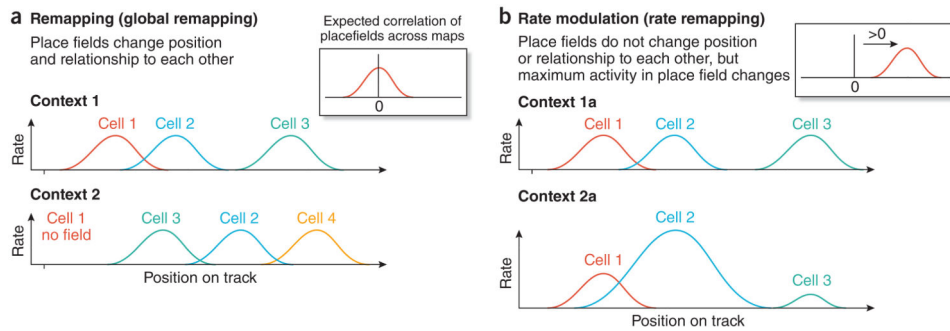 a Remapping (global remapping)
Place fields change position
and relationship to each other
Expected correlation of
placefields across maps
0
Context 1
Rate
Cell 1
Cell 2
Cell 3
Context 2
Rate
Cell 1
no field
Cell 3
Cell 2
Cell 4
Position on track
b Rate modulation (rate remapping)
Place fields do not change position
or relationship to each other, but
maximum activity in place field changes
>0
0
Context 1a
Rate
Cell 1
Cell 2
Cell 3
Context 2a
Rate
Cell 1
Cell 2
Cell 3
Position on track